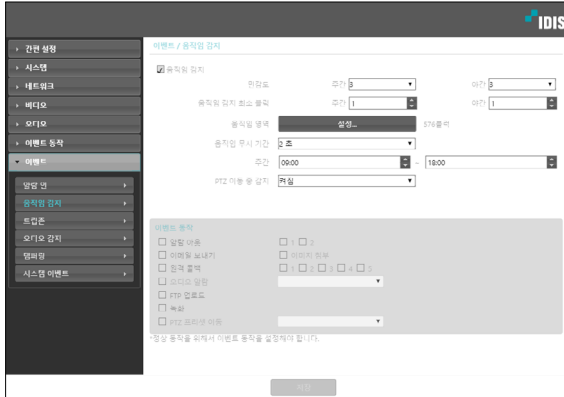 IDIS
간편 설정
시스템
네트워크
비디오
오디오
이벤트 동작
이벤트
알람 인
움직임 감지
트립존
오디오 감지
탬퍼링
시스템 이벤트
이벤트 / 움직임 감지
움직임 감지
민감도 주간 3 야간 3
움직임 감지 최소 블럭 주간 1 야간 1
움직임 영역 설정... 576블럭
움직임 무시 기간 2 초
주간 09:00 ~ 18:00
PTZ 이동 중 감지 켜짐
이벤트 동작
알람 아웃 1 2
이메일 보내기 이미지 첨부
원격 콜백 1 2 3 4 5
오디오 알람
FTP 업로드
녹화
PTZ 프리셋 이동
*정상 동작을 위해서 이벤트 동작을 설정해야 합니다.
저장